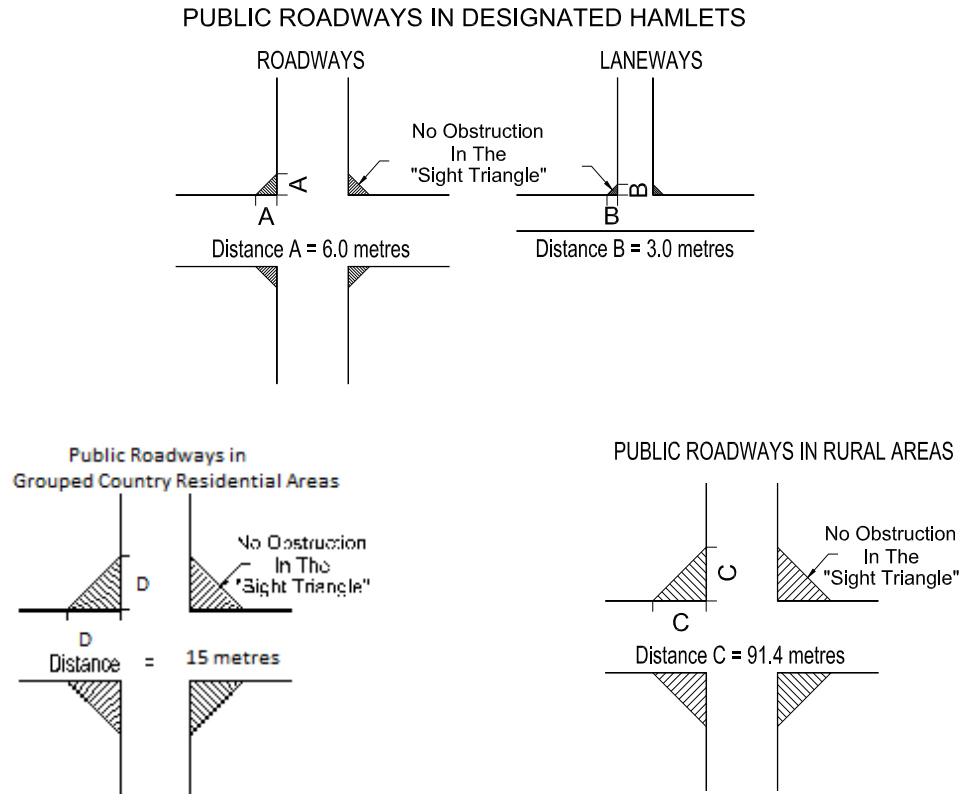 PUBLIC ROADWAYS IN DESIGNATED HAMLETS
ROADWAYS
LANEWAYS
No Obstruction
In The
"Sight Triangle"
A
A
B
B
Distance A = 6.0 metres
Distance B = 3.0 metres
Public Roadways in
Grouped Country Residential Areas
No Obstruction
In The
"Sight Triangle"
D
D
Distance = 15 metres
PUBLIC ROADWAYS IN RURAL AREAS
No Obstruction
In The
"Sight Triangle"
C
C
Distance C = 91.4 metres